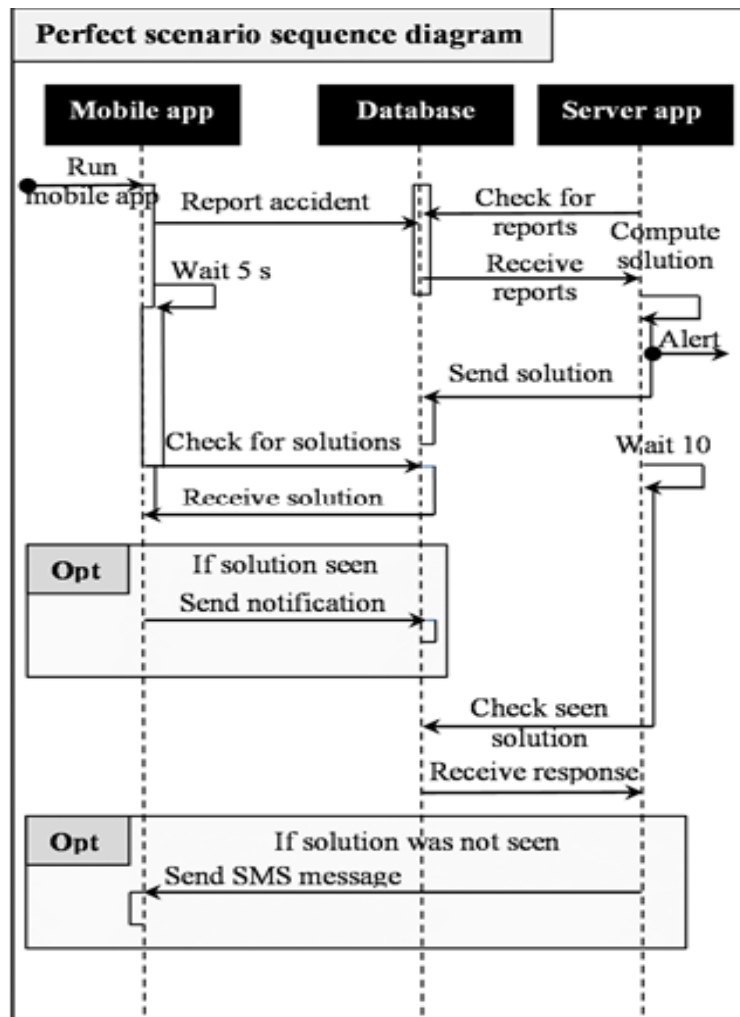 Perfect scenario sequence diagram
Mobile app
Database
Server app
Run
mobile app
Report accident
Check for
reports
Compute
solution
Wait 5 s
Receive
reports
Alert
Send solution
Check for solutions
Wait 10
Receive solution
Opt
If solution seen
Send notification
Check seen
solution
Receive response
Opt
If solution was not seen
Send SMS message